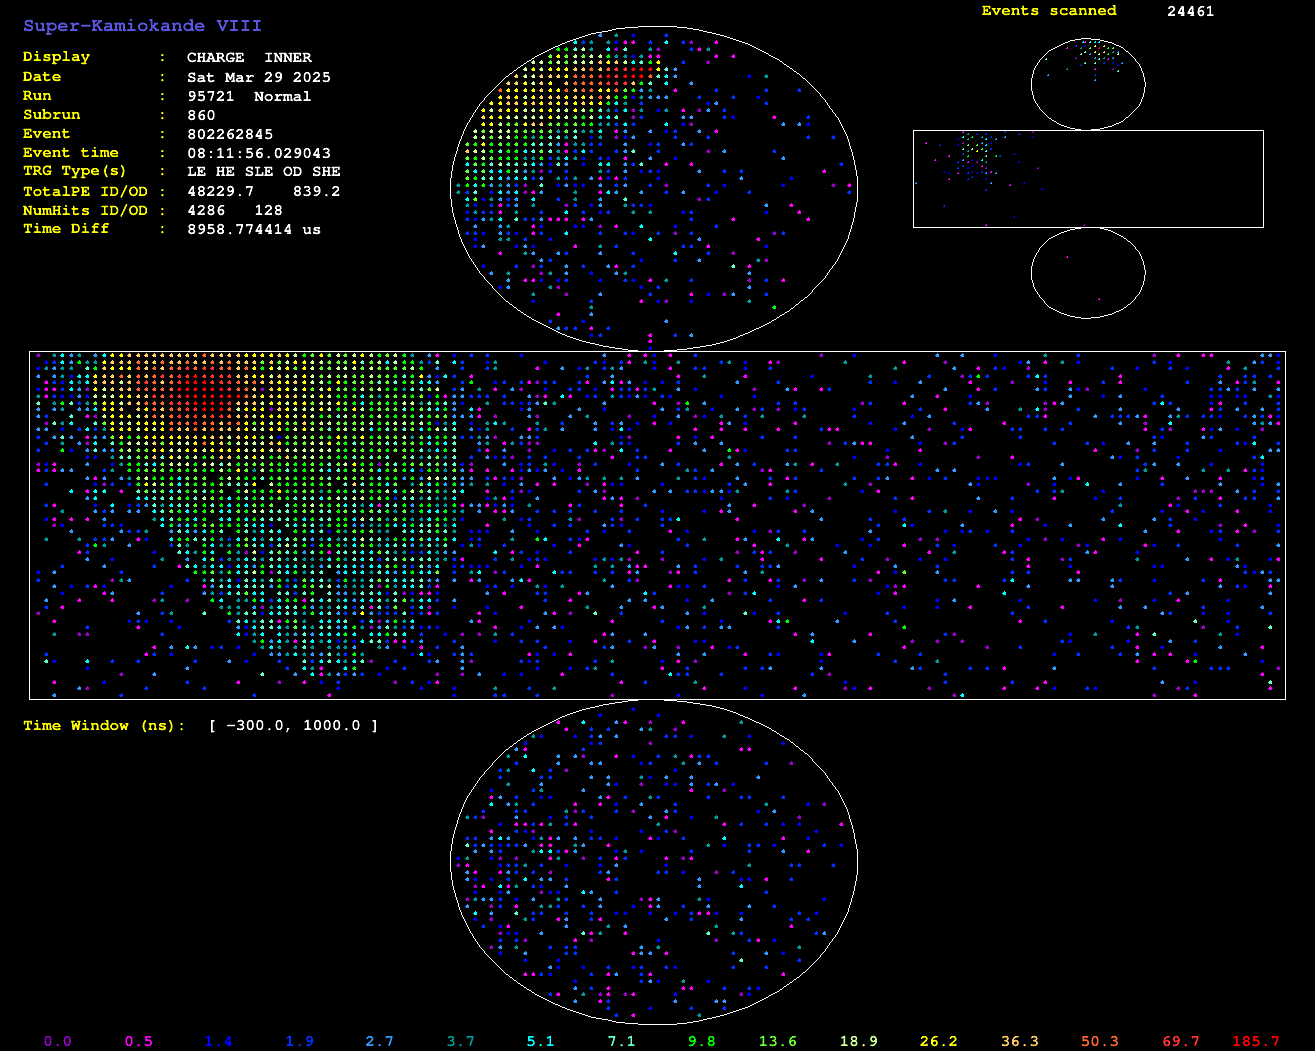 Super-Kamiokande VIII
Events scanned 24461
Display : CHARGE INNER
Date : Sat Mar 29 2025
Run : 95721 Normal
Subrun : 860
Event : 802262845
Event time : 08:11:56.029043
TRG Type(s) : LE HE SLE OD SHE
TotalPE ID/OD : 48229.7 839.2
NumHits ID/OD : 4286 128
Time Diff : 8958.774414 us
Time Window (ns): [ -300.0, 1000.0 ]
0.0 0.5 1.4 1.9 2.7 3.7 5.1 7.1 9.8 13.6 18.9 26.2 36.3 50.3 69.7 185.7